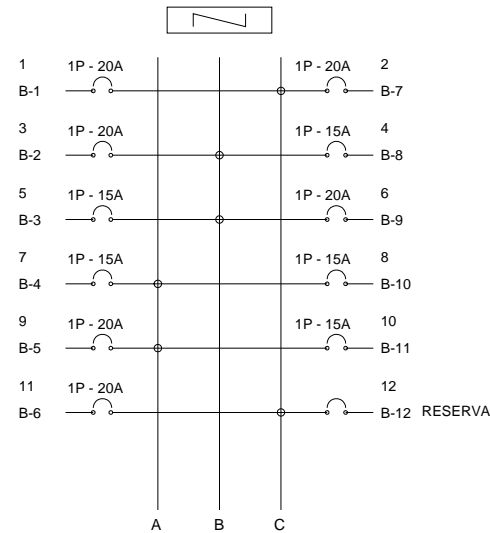 1 1P - 20A 1P - 20A 2
B-1 B-7
3 1P - 20A 1P - 15A 4
B-2 B-8
5 1P - 15A 1P - 20A 6
B-3 B-9
7 1P - 15A 1P - 15A 8
B-4 B-10
9 1P - 20A 1P - 15A 10
B-5 B-11
11 1P - 20A 12
B-6 B-12 RESERVA
A B C